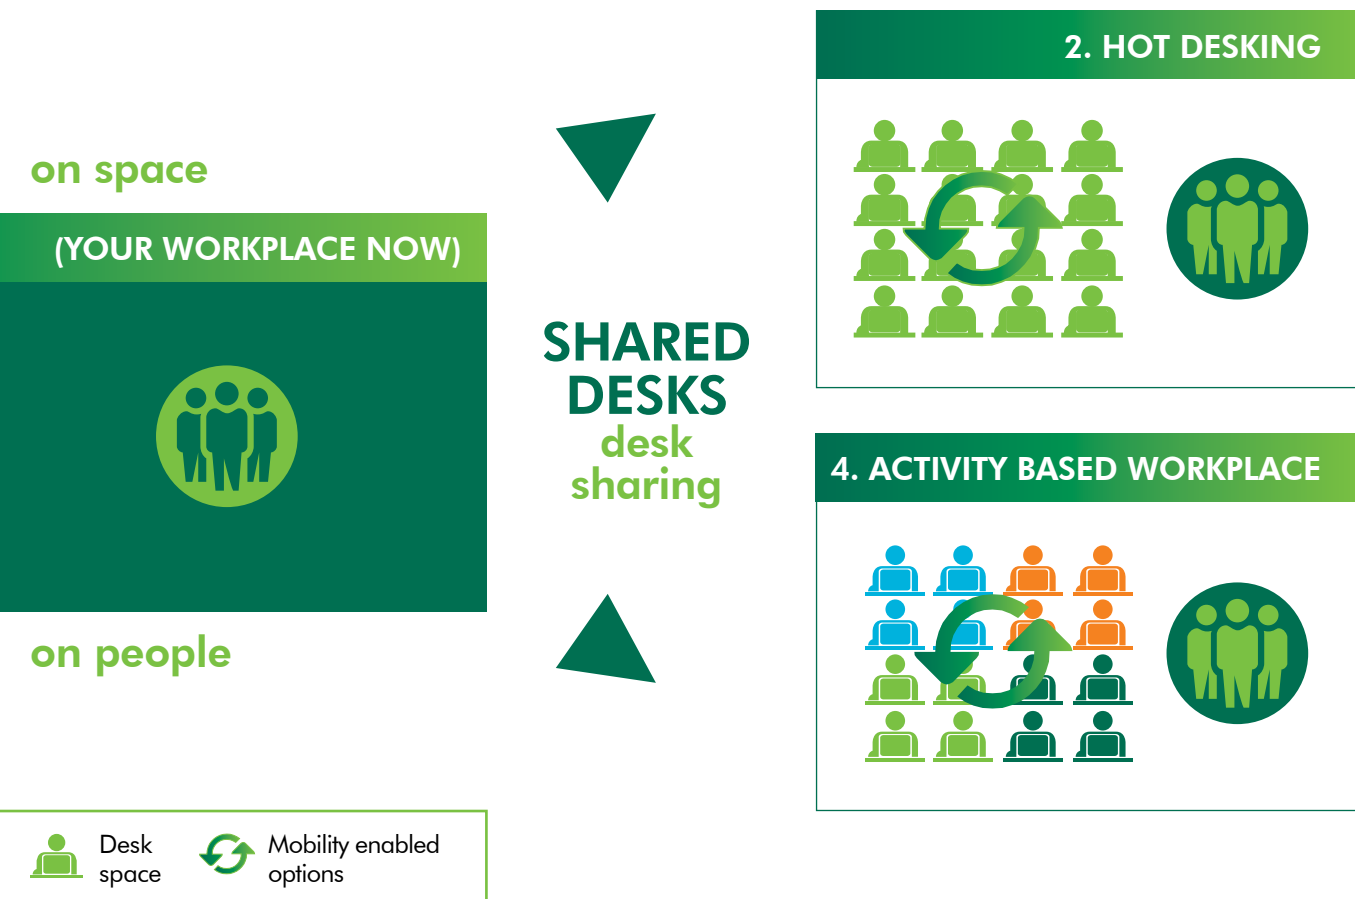 on space
(YOUR WORKPLACE NOW)
on people
SHARED
DESKS
desk
sharing
2. HOT DESKING
4. ACTIVITY BASED WORKPLACE
Desk
space
Mobility enabled
options